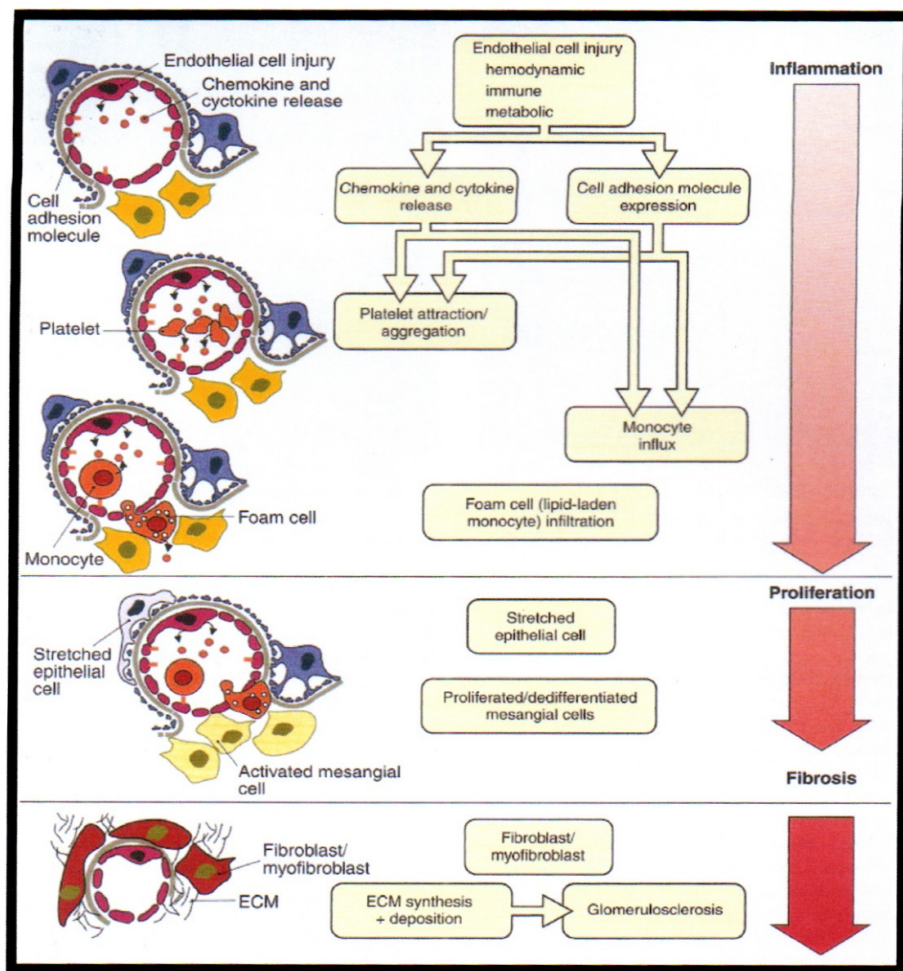 Endothelial cell injury
Chemokine and
cyctokine release
Cell
adhesion
molecule
Endothelial cell injury
hemodynamic
immune
metabolic
Inflammation
Chemokine and cytokine
release
Cell adhesion molecule
expression
Platelet
Platelet attraction/
aggregation
Monocyte
influx
Foam cell
Monocyte
Foam cell (lipid-laden
monocyte) infiltration
Proliferation
Stretched
epithelial
cell
Stretched
epithelial cell
Proliferated/dedifferentiated
mesangial cells
Activated mesangial
cell
Fibrosis
Fibroblast/
myofibroblast
ECM
Fibroblast/
myofibroblast
ECM synthesis
+ deposition
Glomerulosclerosis